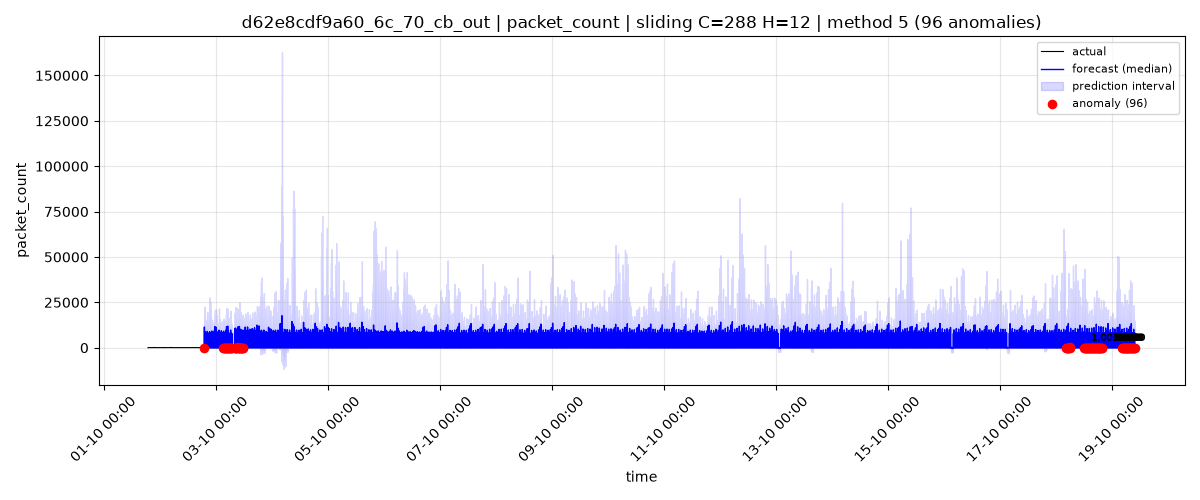 d62e8cdf9a60_6c_70_cb_out | packet_count | sliding C=288 H=12 | method 5 (96 anomalies)
actual
forecast (median)
prediction interval
anomaly (96)
packet_count
150000
125000
100000
75000
50000
25000
0
01-10 00:00
03-10 00:00
05-10 00:00
07-10 00:00
09-10 00:00
11-10 00:00
13-10 00:00
15-10 00:00
17-10 00:00
19-10 00:00
time